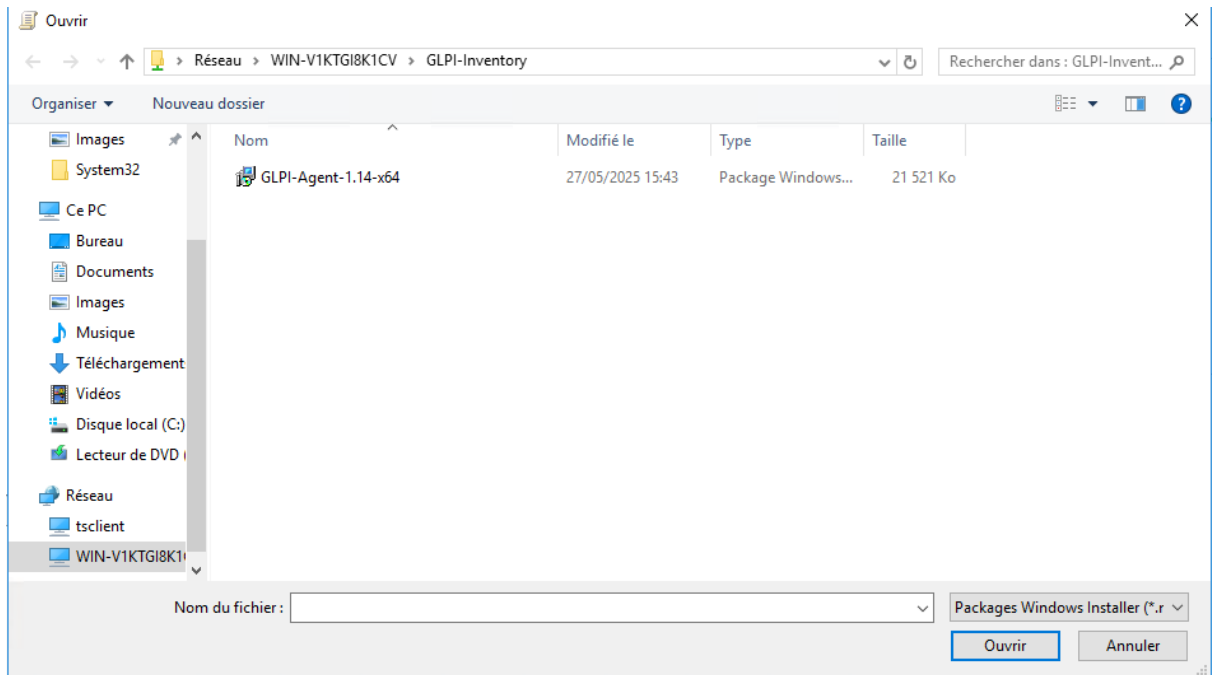 Ouvrir
Réseau > WIN-V1KTGI8K1CV > GLPI-Inventory
Rechercher dans : GLPI-Invent...
Organiser
Nouveau dossier
?
Nom
Modifié le
Type
Taille
GLPI-Agent-1.14-x64
27/05/2025 15:43
Package Windows...
21 521 Ko
Images
System32
Ce PC
Bureau
Documents
Images
Musique
Téléchargement
Vidéos
Disque local (C:)
Lecteur de DVD (
Réseau
tsclient
WIN-V1KTGI8K1
Nom du fichier :
Packages Windows Installer (*.r
Ouvrir
Annuler